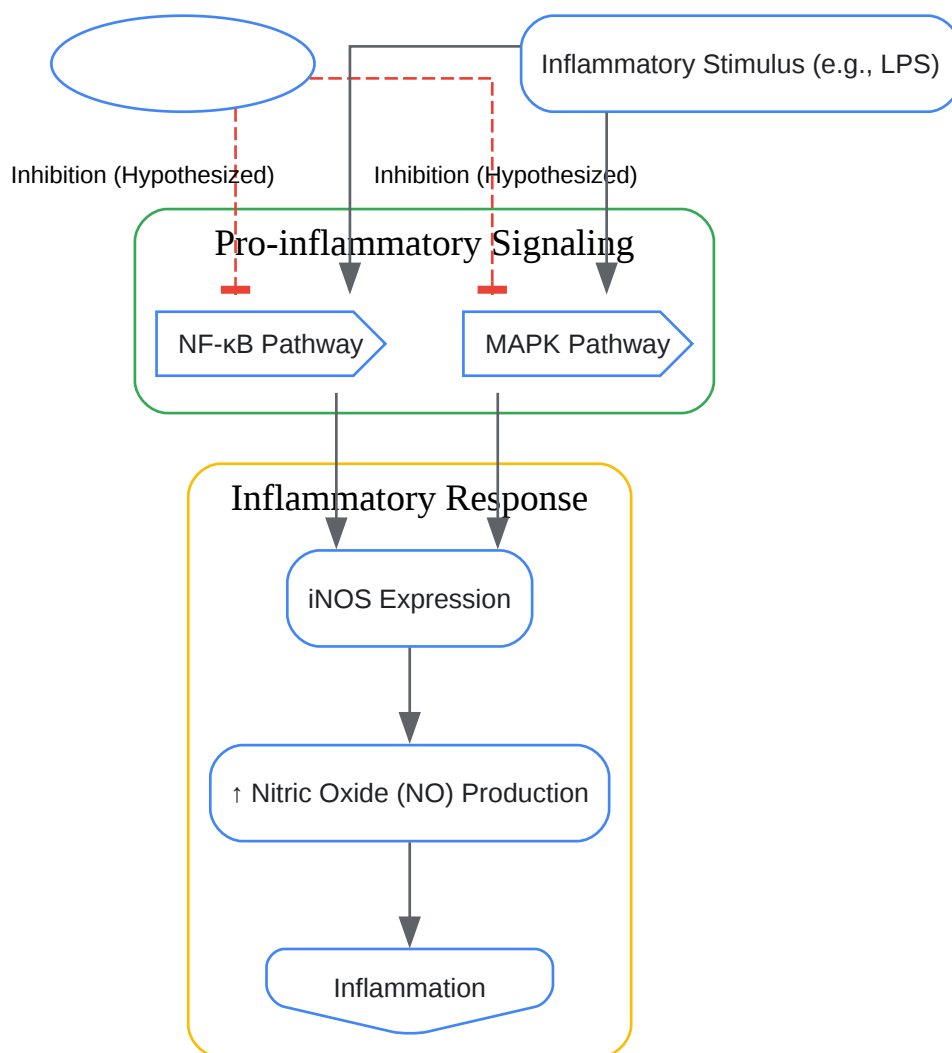 Inflammatory Stimulus (e.g., LPS)
Inhibition (Hypothesized)
Inhibition (Hypothesized)
Pro-inflammatory Signaling
NF-κB Pathway
MAPK Pathway
Inflammatory Response
iNOS Expression
↑ Nitric Oxide (NO) Production
Inflammation